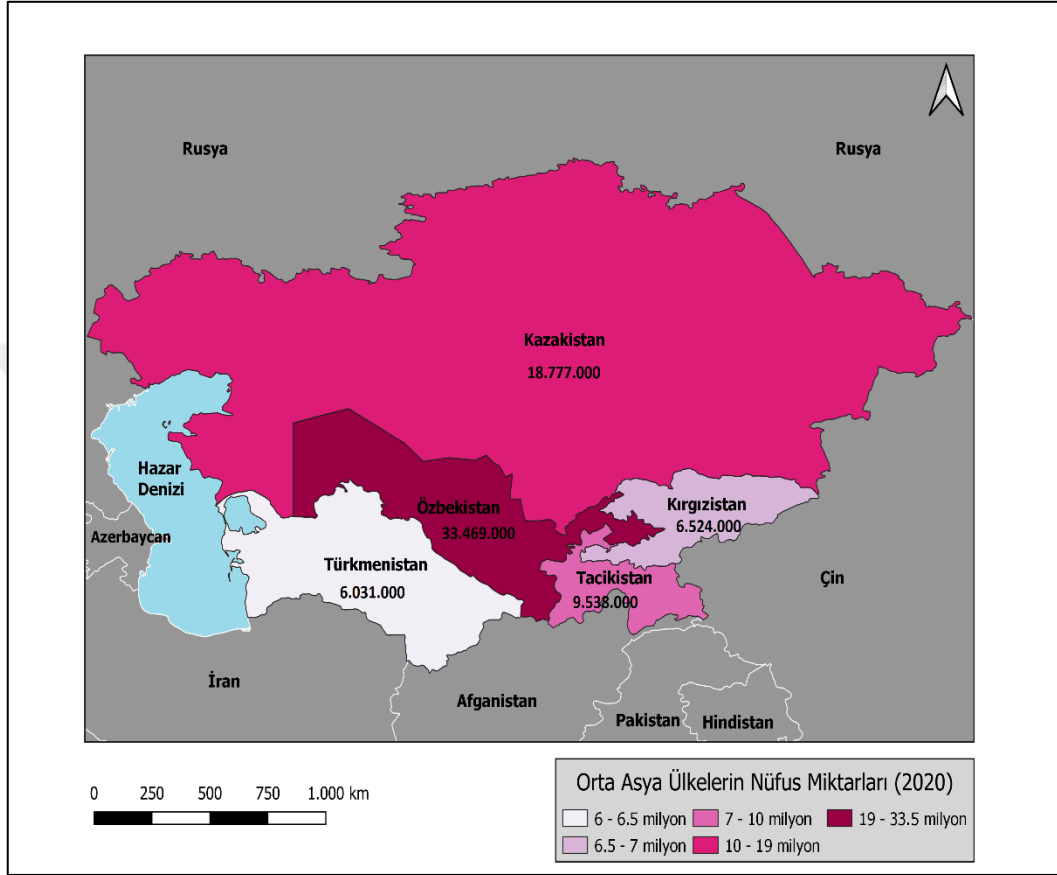 Rusya
Rusya
Kazakistan
18.777.000
Hazar
Denizi
Özbekistan
33.469.000
Kırgızistan
6.524.000
Azerbaycan
Türkmenistan
6.031.000
Tacikistan
9.538.000
Çin
İran
Afganistan
Pakistan
Hindistan
0 250 500 750 1.000 km
Orta Asya Ülkelerin Nüfus Miktarları (2020)
6 - 6.5 milyon 7 - 10 milyon 19 - 33.5 milyon
6.5 - 7 milyon 10 - 19 milyon